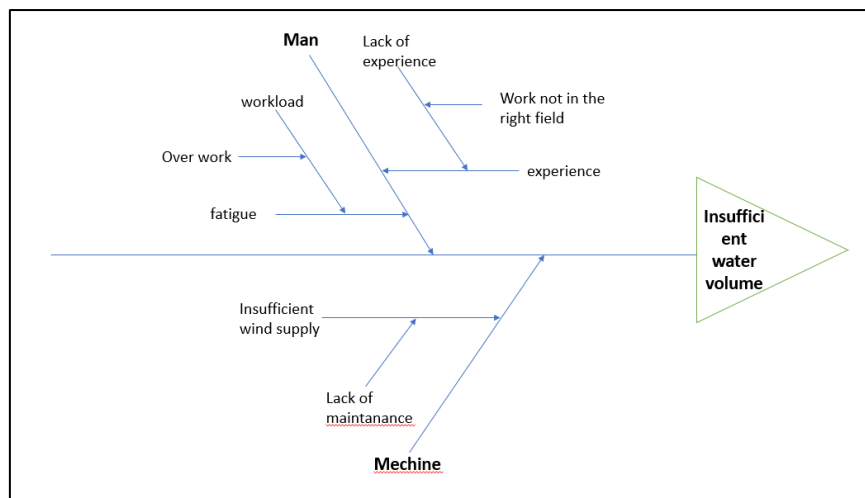 Man
Lack of
experience
workload
Work not in the
right field
Over work
experience
fatigue
Insuffici
ent
water
volume
Insufficient
wind supply
Lack of
maintanance
Mechine